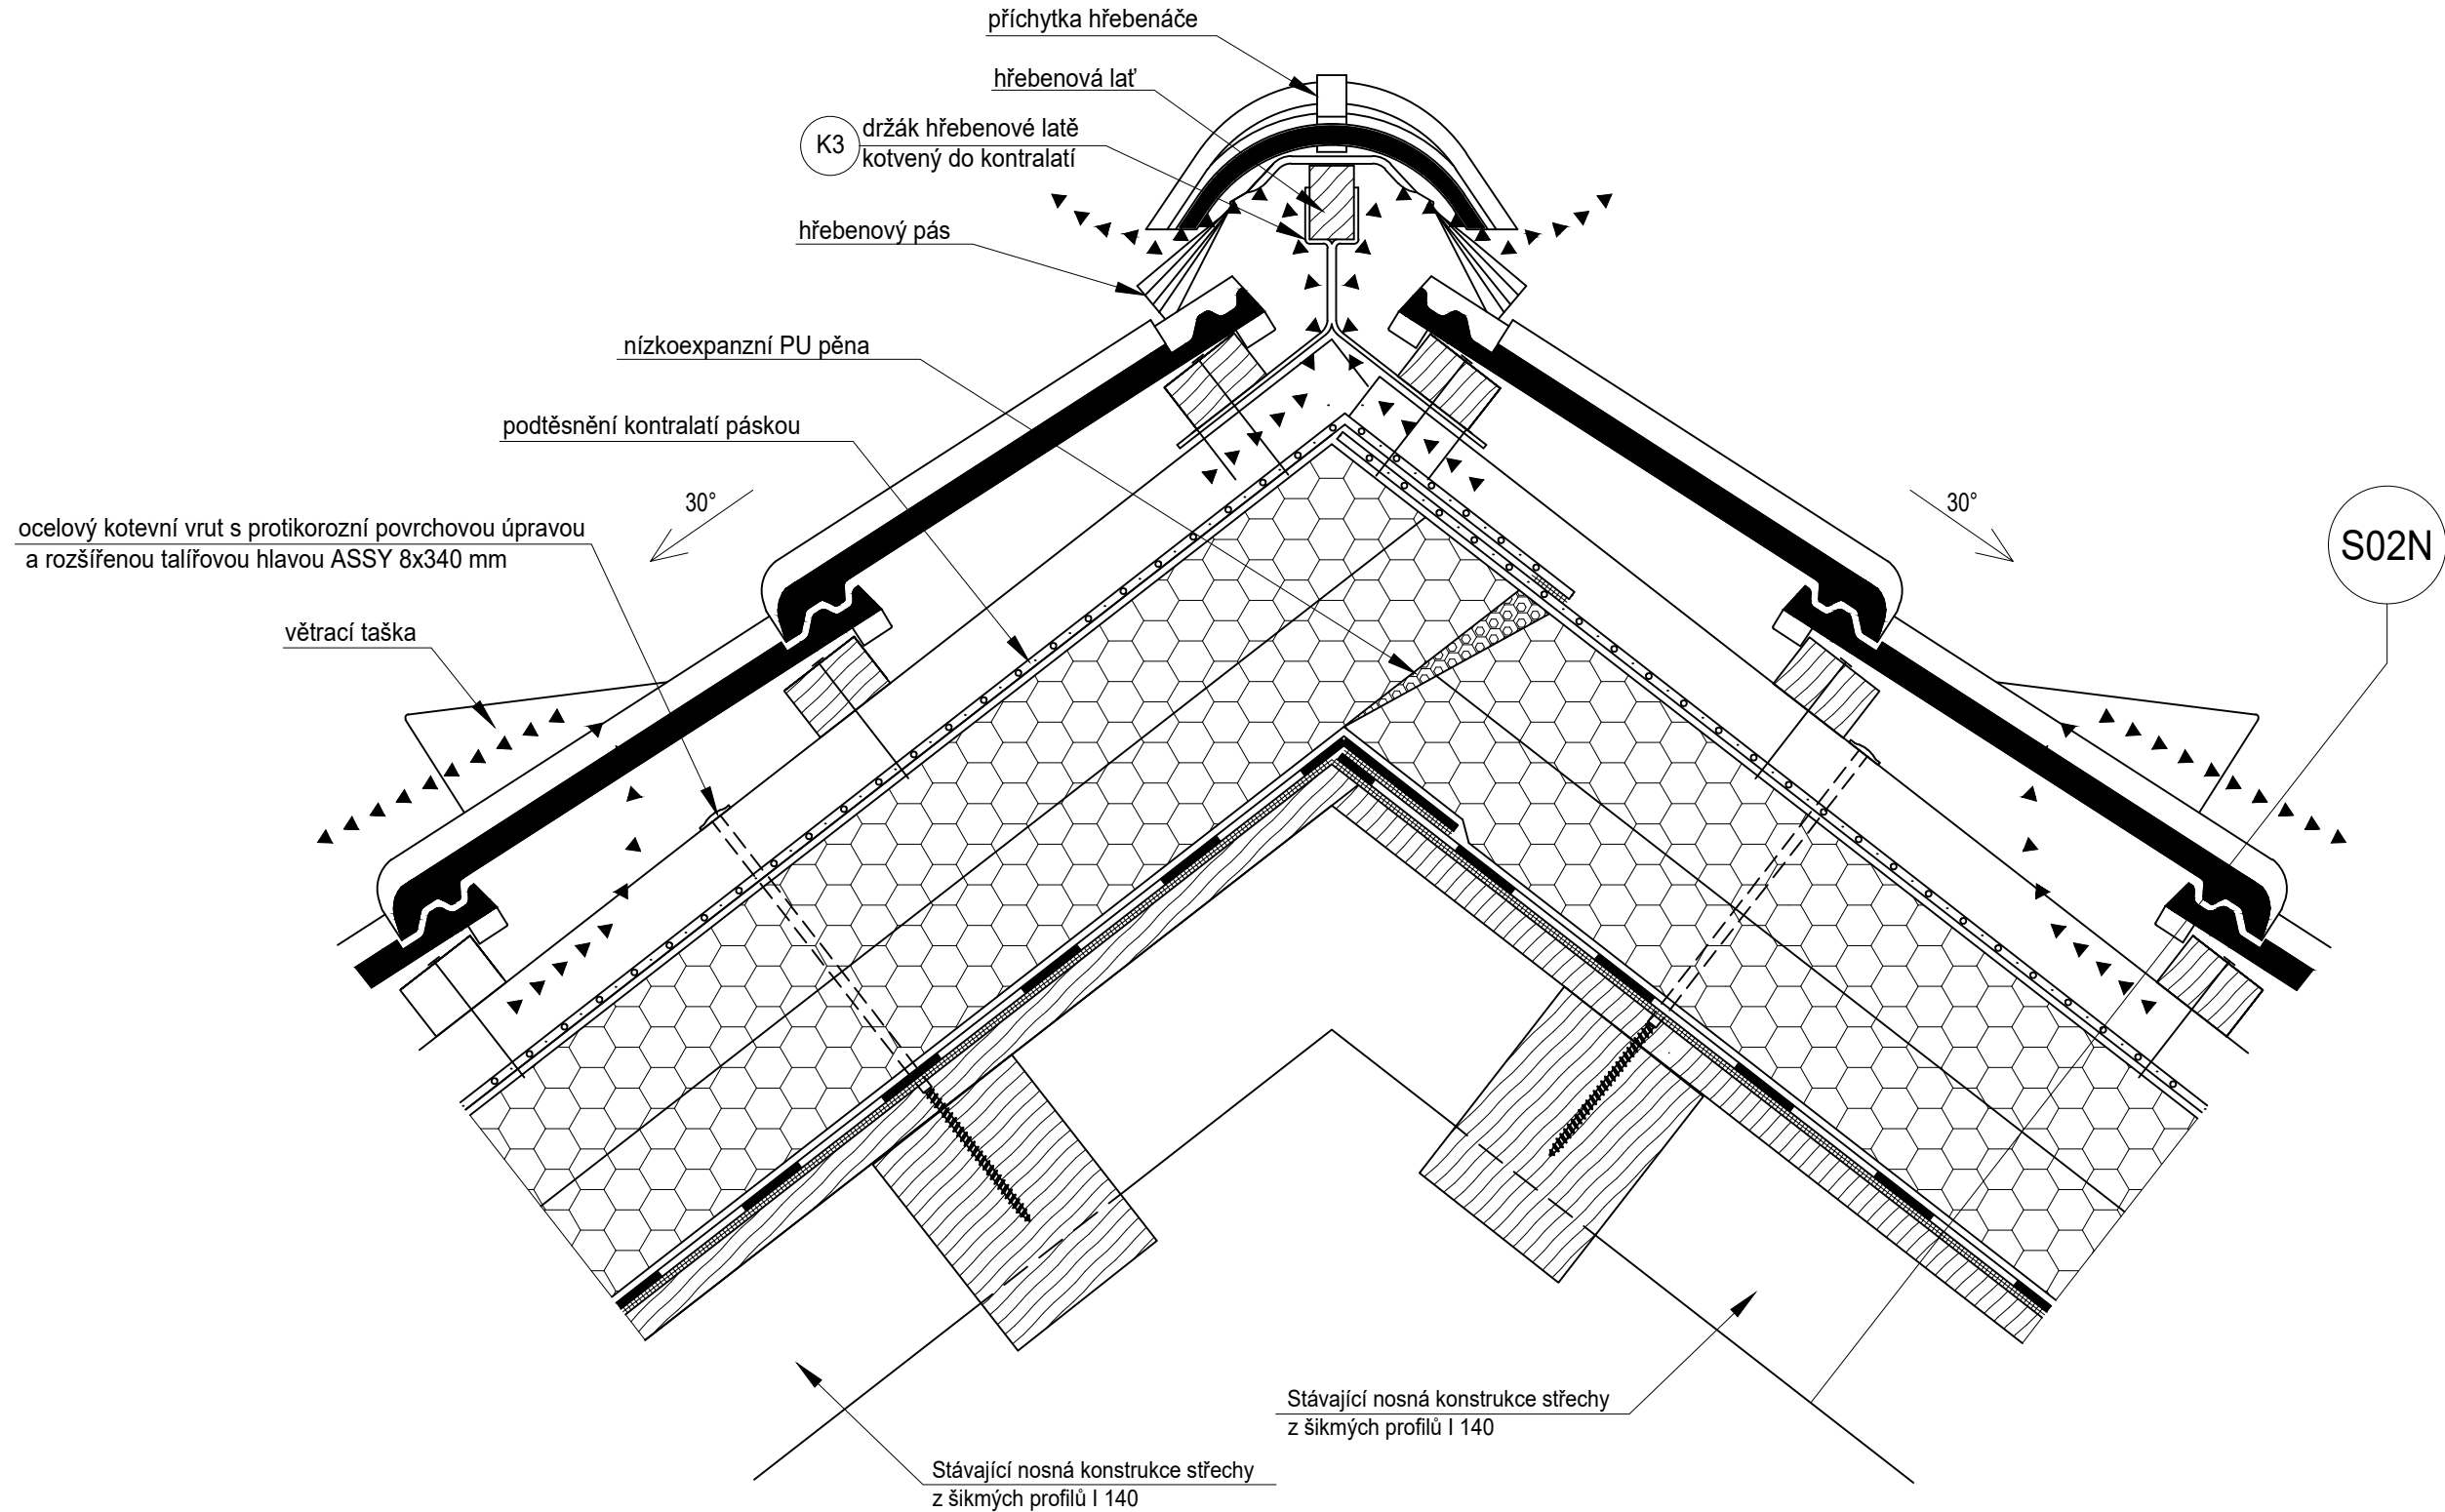 příchytka hřebenáče
hřebenová lať
K3
držák hřebenové latě
kotvený do kontralatí
hřebenový pás
nízkoexpanzní PU pěna
podtěsnění kontralatí páskou
30°
30°
S02N
ocelový kotevní vrut s protikorozní povrchovou úpravou
a rozšířenou talířovou hlavou ASSY 8x340 mm
větrací taška
Stávající nosná konstrukce střechy
z šikmých profilů I 140
Stávající nosná konstrukce střechy
z šikmých profilů I 140